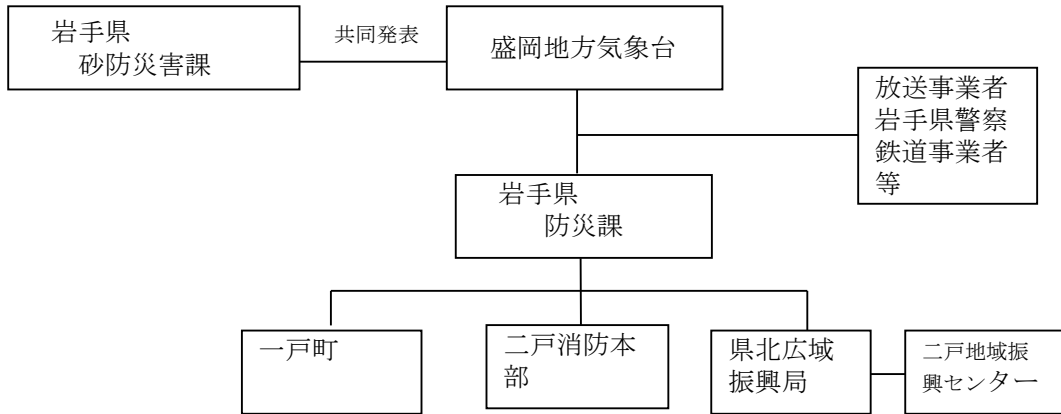 岩手県
砂防災害課
共同発表
盛岡地方気象台
放送事業者
岩手県警察
鉄道事業者
等
岩手県
防災課
一戸町
二戸消防本
部
県北広域
振興局
二戸地域振
興センター